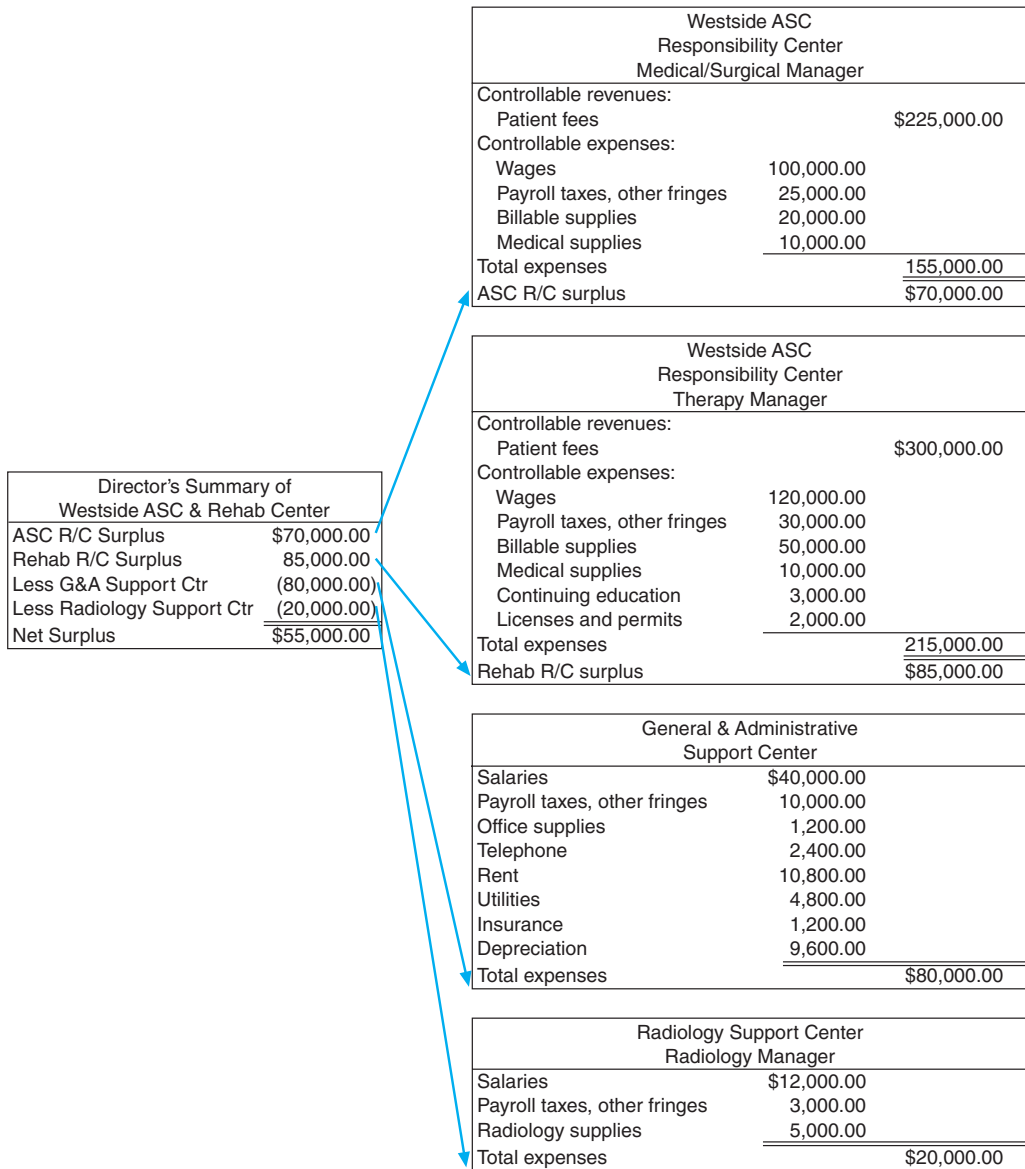 Westside ASC
Responsibility Center
Medical/Surgical Manager
Controllable revenues:
Patient fees $225,000.00
Controllable expenses:
Wages 100,000.00
Payroll taxes, other fringes 25,000.00
Billable supplies 20,000.00
Medical supplies 10,000.00
Total expenses 155,000.00
ASC R/C surplus $70,000.00
Westside ASC
Responsibility Center
Therapy Manager
Controllable revenues:
Patient fees $300,000.00
Controllable expenses:
Wages 120,000.00
Payroll taxes, other fringes 30,000.00
Billable supplies 50,000.00
Medical supplies 10,000.00
Continuing education 3,000.00
Licenses and permits 2,000.00
Total expenses 215,000.00
Rehab R/C surplus $85,000.00
Director's Summary of
Westside ASC & Rehab Center
ASC R/C Surplus $70,000.00
Rehab R/C Surplus 85,000.00
Less G&A Support Ctr (80,000.00)
Less Radiology Support Ctr (20,000.00)
Net Surplus $55,000.00
General & Administrative
Support Center
Salaries $40,000.00
Payroll taxes, other fringes 10,000.00
Office supplies 1,200.00
Telephone 2,400.00
Rent 10,800.00
Utilities 4,800.00
Insurance 1,200.00
Depreciation 9,600.00
Total expenses $80,000.00
Radiology Support Center
Radiology Manager
Salaries $12,000.00
Payroll taxes, other fringes 3,000.00
Radiology supplies 5,000.00
Total expenses $20,000.00